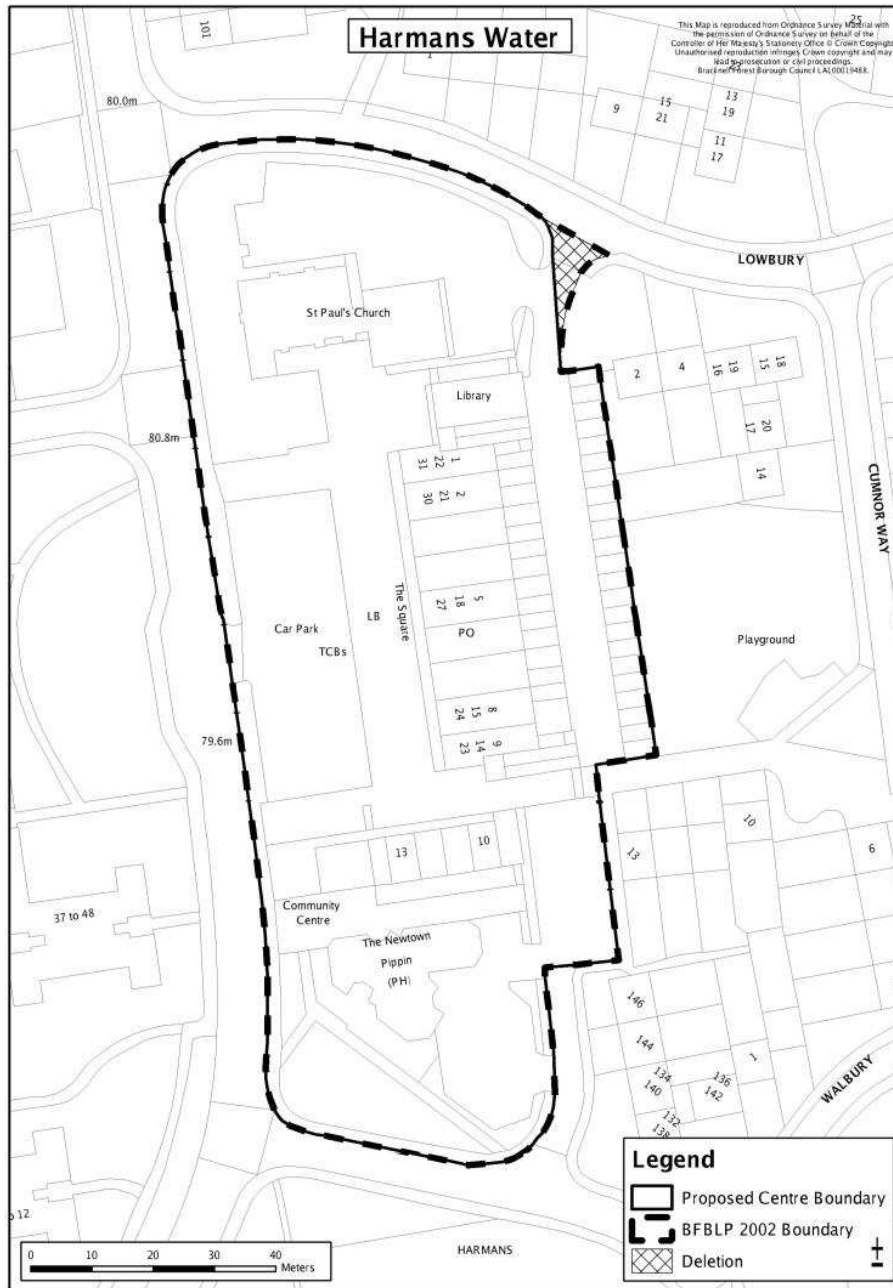 Harmans Water
This Map is reproduced from Ordnance Survey Material with
the permission of Ordnance Survey on behalf of the
Controller of Her Majesty's Stationery Office © Crown Copyright
Unauthorised reproduction infringes Crown copyright and may
lead to prosecution or civil proceedings.
Bracknell Forest Borough Council LA100019488.
101
1
25
23
80.0m
9
15
21
13
19
11
17
LOWBURY
St Paul's Church
2
4
16
19
15
18
17
20
14
Library
80.8m
31
22
1
30
21
2
CUMNOR WAY
The Square
27
18
5
LB
PO
Car Park
TCBs
Playground
24
15
8
23
14
9
79.6m
13
10
13
10
6
Community
Centre
37 to 48
The Newtown
Pippin
(PH)
146
144
134
140
136
142
1
132
138
WALBURY
12
HARMANS
Legend
Proposed Centre Boundary
BFBLP 2002 Boundary
Deletion
0 10 20 30 40
Meters